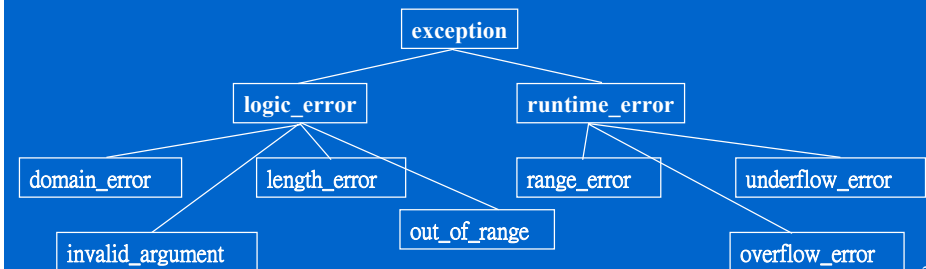 exception
logic_error
runtime_error
domain_error
length_error
range_error
underflow_error
out_of_range
invalid_argument
overflow_error